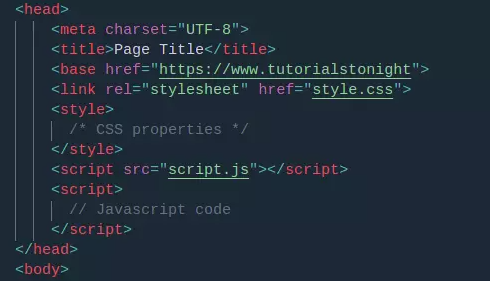 <head>
<meta charset="UTF-8">
<title>Page Title</title>
<base href="https://www.tutorialstonight">
<link rel="stylesheet" href="style.css">
<style>
/* CSS properties */
</style>
<script src="script.js"></script>
<script>
// Javascript code
</script>
</head>
<body>